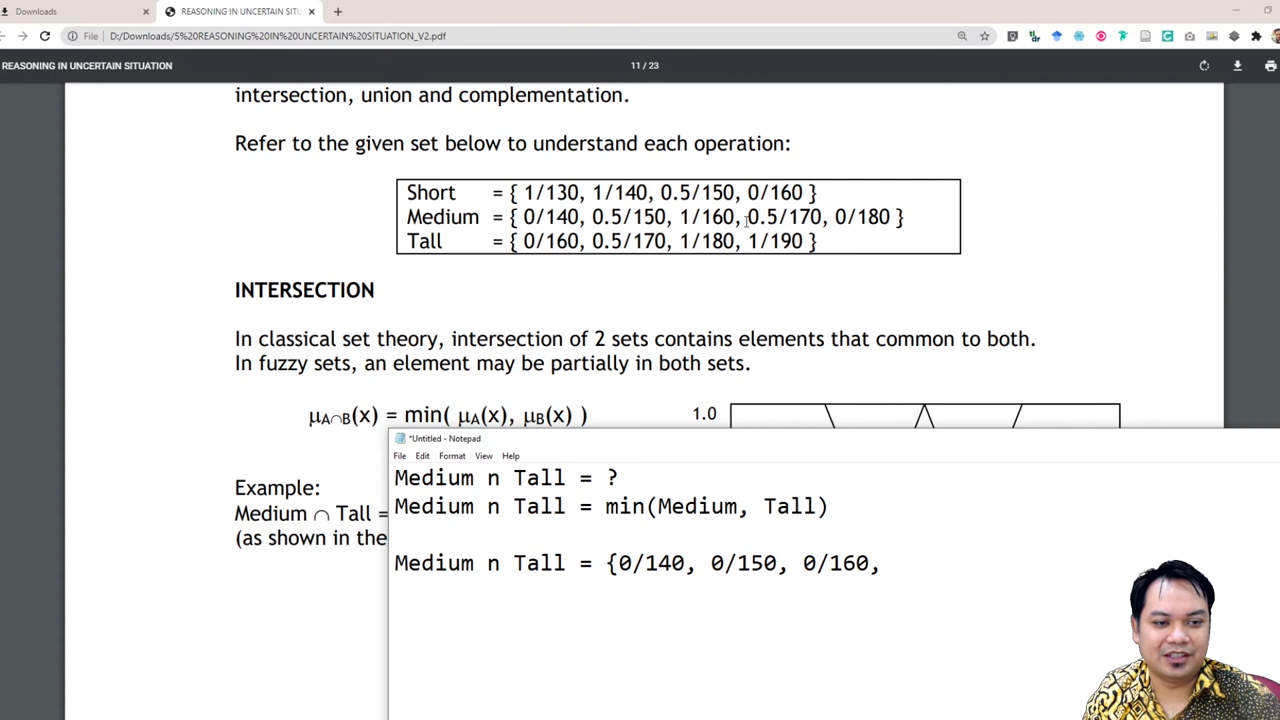 Downloads
REASONING IN UNCERTAIN SITU
File D:/Downloads/5%20REASONING%20IN%20UNCERTAIN%20SITUATION_V2.pdf
REASONING IN UNCERTAIN SITUATION
11 / 23
intersection, union and complementation.
Refer to the given set below to understand each operation:
Short = { 1/130, 1/140, 0.5/150, 0/160 }
Medium = { 0/140, 0.5/150, 1/160, 0.5/170, 0/180 }
Tall = { 0/160, 0.5/170, 1/180, 1/190 }
INTERSECTION
In classical set theory, intersection of 2 sets contains elements that common to both.
In fuzzy sets, an element may be partially in both sets.
μA∩B(x) = min( μA(x), μB(x) )
1.0
*Untitled - Notepad
File Edit Format View Help
Medium n Tall = ?
Medium n Tall = min(Medium, Tall)
Medium n Tall = {0/140, 0/150, 0/160,
Example:
Medium ∩ Tall =
(as shown in the